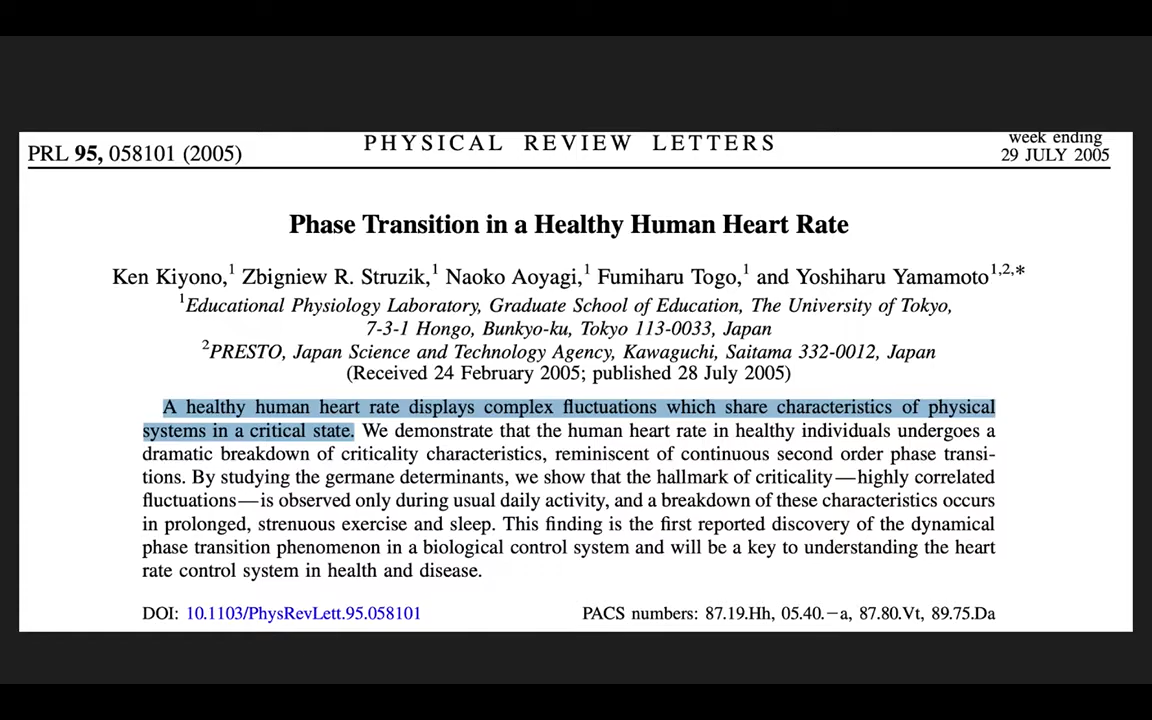 PHYSICAL REVIEW LETTERS
week ending
PRL 95, 058101 (2005)
29 JULY 2005
Phase Transition in a Healthy Human Heart Rate
Ken Kiyono,1 Zbigniew R. Struzik,1 Naoko Aoyagi,1 Fumiharu Togo,1 and Yoshiharu Yamamoto1,2,*
1Educational Physiology Laboratory, Graduate School of Education, The University of Tokyo,
7-3-1 Hongo, Bunkyo-ku, Tokyo 113-0033, Japan
2PRESTO, Japan Science and Technology Agency, Kawaguchi, Saitama 332-0012, Japan
(Received 24 February 2005; published 28 July 2005)
A healthy human heart rate displays complex fluctuations which share characteristics of physical
systems in a critical state. We demonstrate that the human heart rate in healthy individuals undergoes a
dramatic breakdown of criticality characteristics, reminiscent of continuous second order phase transi-
tions. By studying the germane determinants, we show that the hallmark of criticality—highly correlated
fluctuations—is observed only during usual daily activity, and a breakdown of these characteristics occurs
in prolonged, strenuous exercise and sleep. This finding is the first reported discovery of the dynamical
phase transition phenomenon in a biological control system and will be a key to understanding the heart
rate control system in health and disease.
DOI: 10.1103/PhysRevLett.95.058101
PACS numbers: 87.19.Hh, 05.40.−a, 87.80.Vt, 89.75.Da